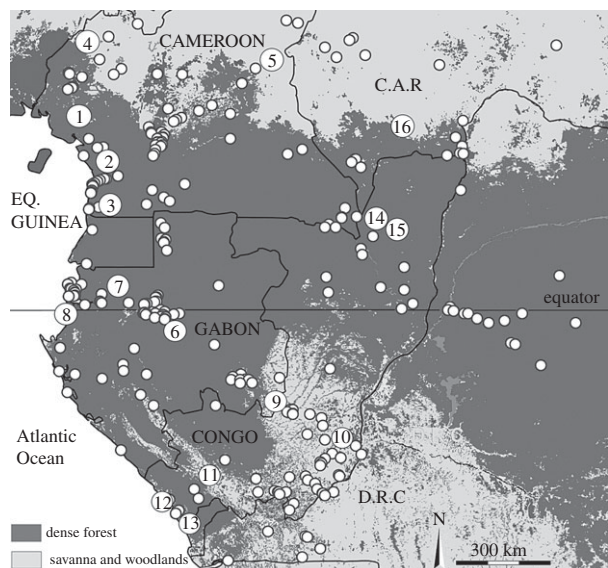 4
CAMEROON
5
C.A.R
1
16
2
EQ.
GUINEA
3
14
15
7
equator
8
6
GABON
9
CONGO
10
Atlantic
Ocean
11
D.R.C
12
13
N
dense forest
savanna and woodlands
300 km